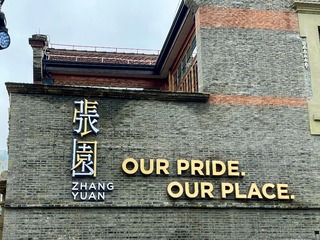 張園
ZHANG
YUAN
OUR PRIDE.
OUR PLACE.